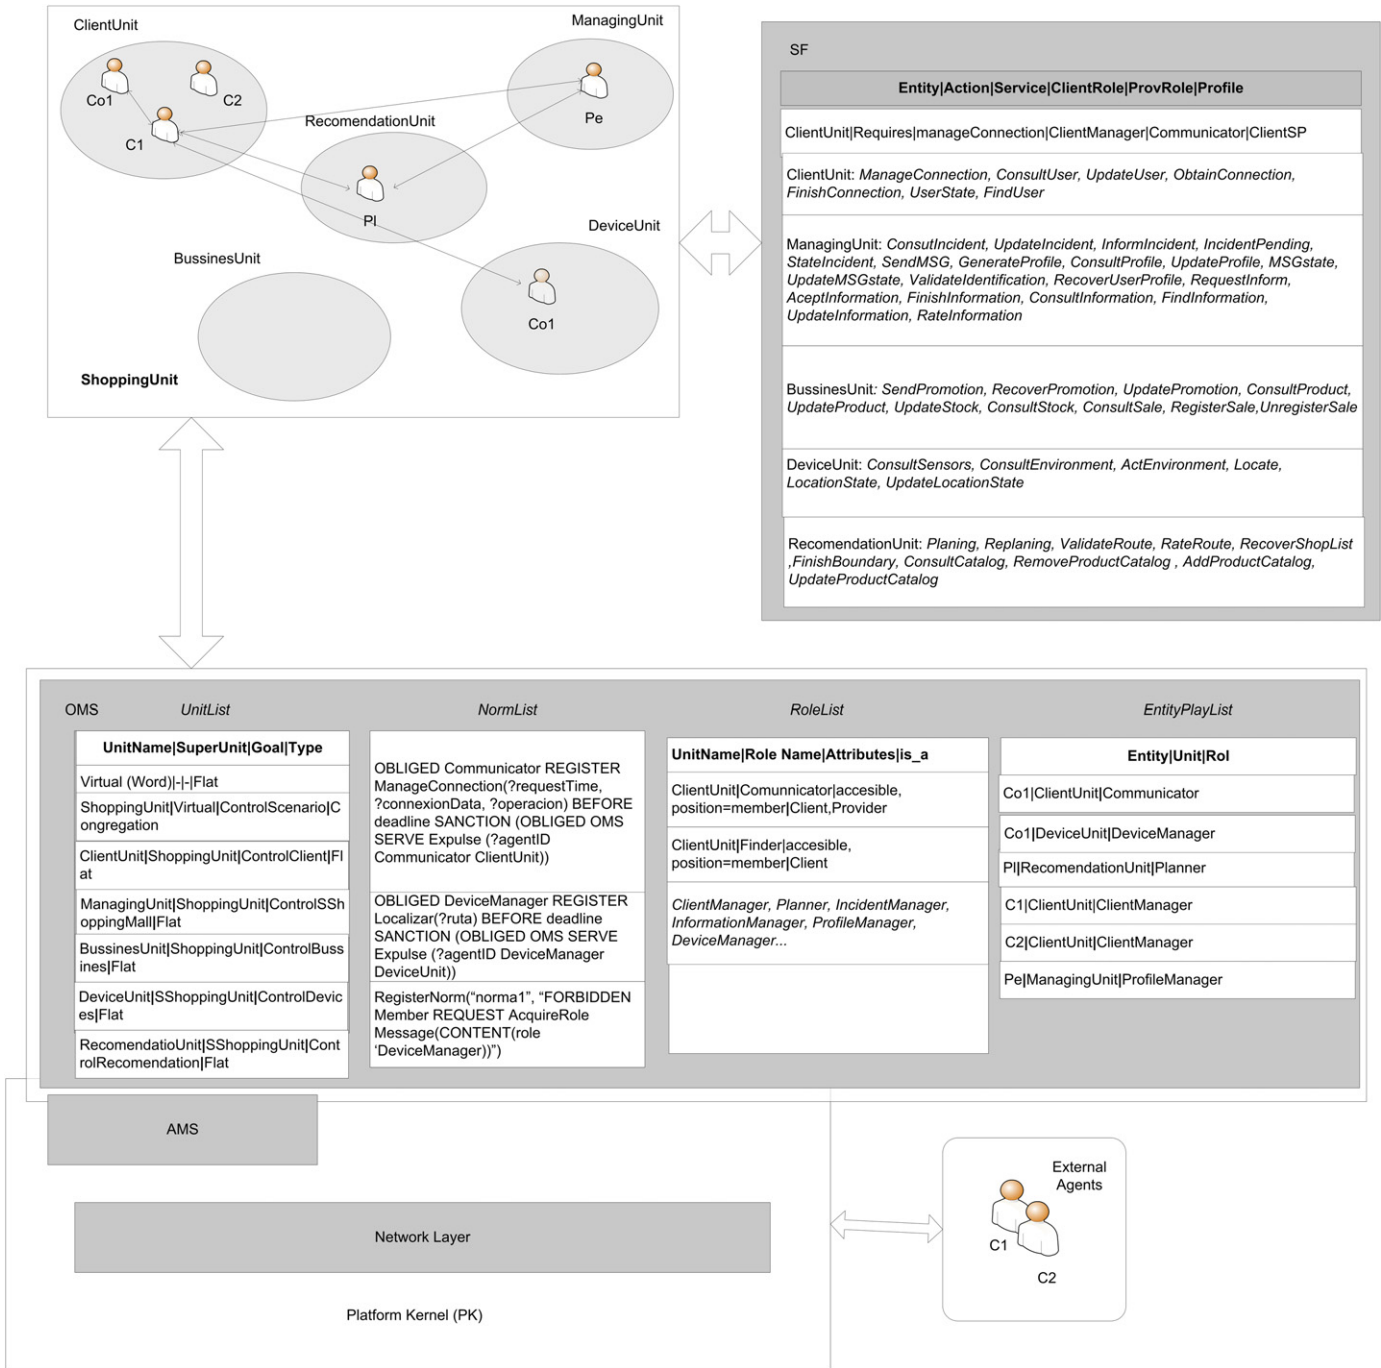 ClientUnit
ManagingUnit
Co1
C2
C1
Pe
RecomendationUnit
Pl
DeviceUnit
BussinesUnit
Co1
ShoppingUnit
SF
Entity|Action|Service|ClientRole|ProvRole|Profile
ClientUnit|Requires|manageConnection|ClientManager|Communicator|ClientSP
ClientUnit: ManageConnection, ConsultUser, UpdateUser, ObtainConnection,
FinishConnection, UserState, FindUser
ManagingUnit: ConsutIncident, UpdateIncident, InformIncident, IncidentPending,
StateIncident, SendMSG, GenerateProfile, ConsultProfile, UpdateProfile, MSGstate,
UpdateMSGstate, ValidateIdentification, RecoverUserProfile, RequestInform,
AceptInformation, FinishInformation, ConsultInformation, FindInformation,
UpdateInformation, RateInformation
BussinesUnit: SendPromotion, RecoverPromotion, UpdatePromotion, ConsultProduct,
UpdateProduct, UpdateStock, ConsultStock, ConsultSale, RegisterSale,UnregisterSale
DeviceUnit: ConsultSensors, ConsultEnvironment, ActEnvironment, Locate,
LocationState, UpdateLocationState
RecomendationUnit: Planing, Replaning, ValidateRoute, RateRoute, RecoverShopList
,FinishBoundary, ConsultCatalog, RemoveProductCatalog , AddProductCatalog,
UpdateProductCatalog
OMS
UnitList
UnitName|SuperUnit|Goal|Type
Virtual (Word)|-|-|Flat
ShoppingUnit|Virtual|ControlScenario|C
ongregation
ClientUnit|ShoppingUnit|ControlClient|Fl
at
ManagingUnit|ShoppingUnit|ControlSSh
oppingMall|Flat
BussinesUnit|ShoppingUnit|ControlBuss
ines|Flat
DeviceUnit|SShoppingUnit|ControlDevic
es|Flat
RecomendatioUnit|SShoppingUnit|Cont
rolRecomendation|Flat
NormList
OBLIGED Communicator REGISTER
ManageConnection(?requestTime,
?connexionData, ?operacion) BEFORE
deadline SANCTION (OBLIGED OMS
SERVE Expulse (?agentID
Communicator ClientUnit))
OBLIGED DeviceManager REGISTER
Localizar(?ruta) BEFORE deadline
SANCTION (OBLIGED OMS SERVE
Expulse (?agentID DeviceManager
DeviceUnit))
RegisterNorm(“norma1”, “FORBIDDEN
Member REQUEST AcquireRole
Message(CONTENT(role
‘DeviceManager))”)
RoleList
UnitName|Role Name|Attributes|is_a
ClientUnit|Comunnicator|accesible,
position=member|Client,Provider
ClientUnit|Finder|accesible,
position=member|Client
ClientManager, Planner, IncidentManager,
InformationManager, ProfileManager,
DeviceManager...
EntityPlayList
Entity|Unit|Rol
Co1|ClientUnit|Communicator
Co1|DeviceUnit|DeviceManager
Pl|RecomendationUnit|Planner
C1|ClientUnit|ClientManager
C2|ClientUnit|ClientManager
Pe|ManagingUnit|ProfileManager
AMS
Network Layer
Platform Kernel (PK)
External
Agents
C1
C2